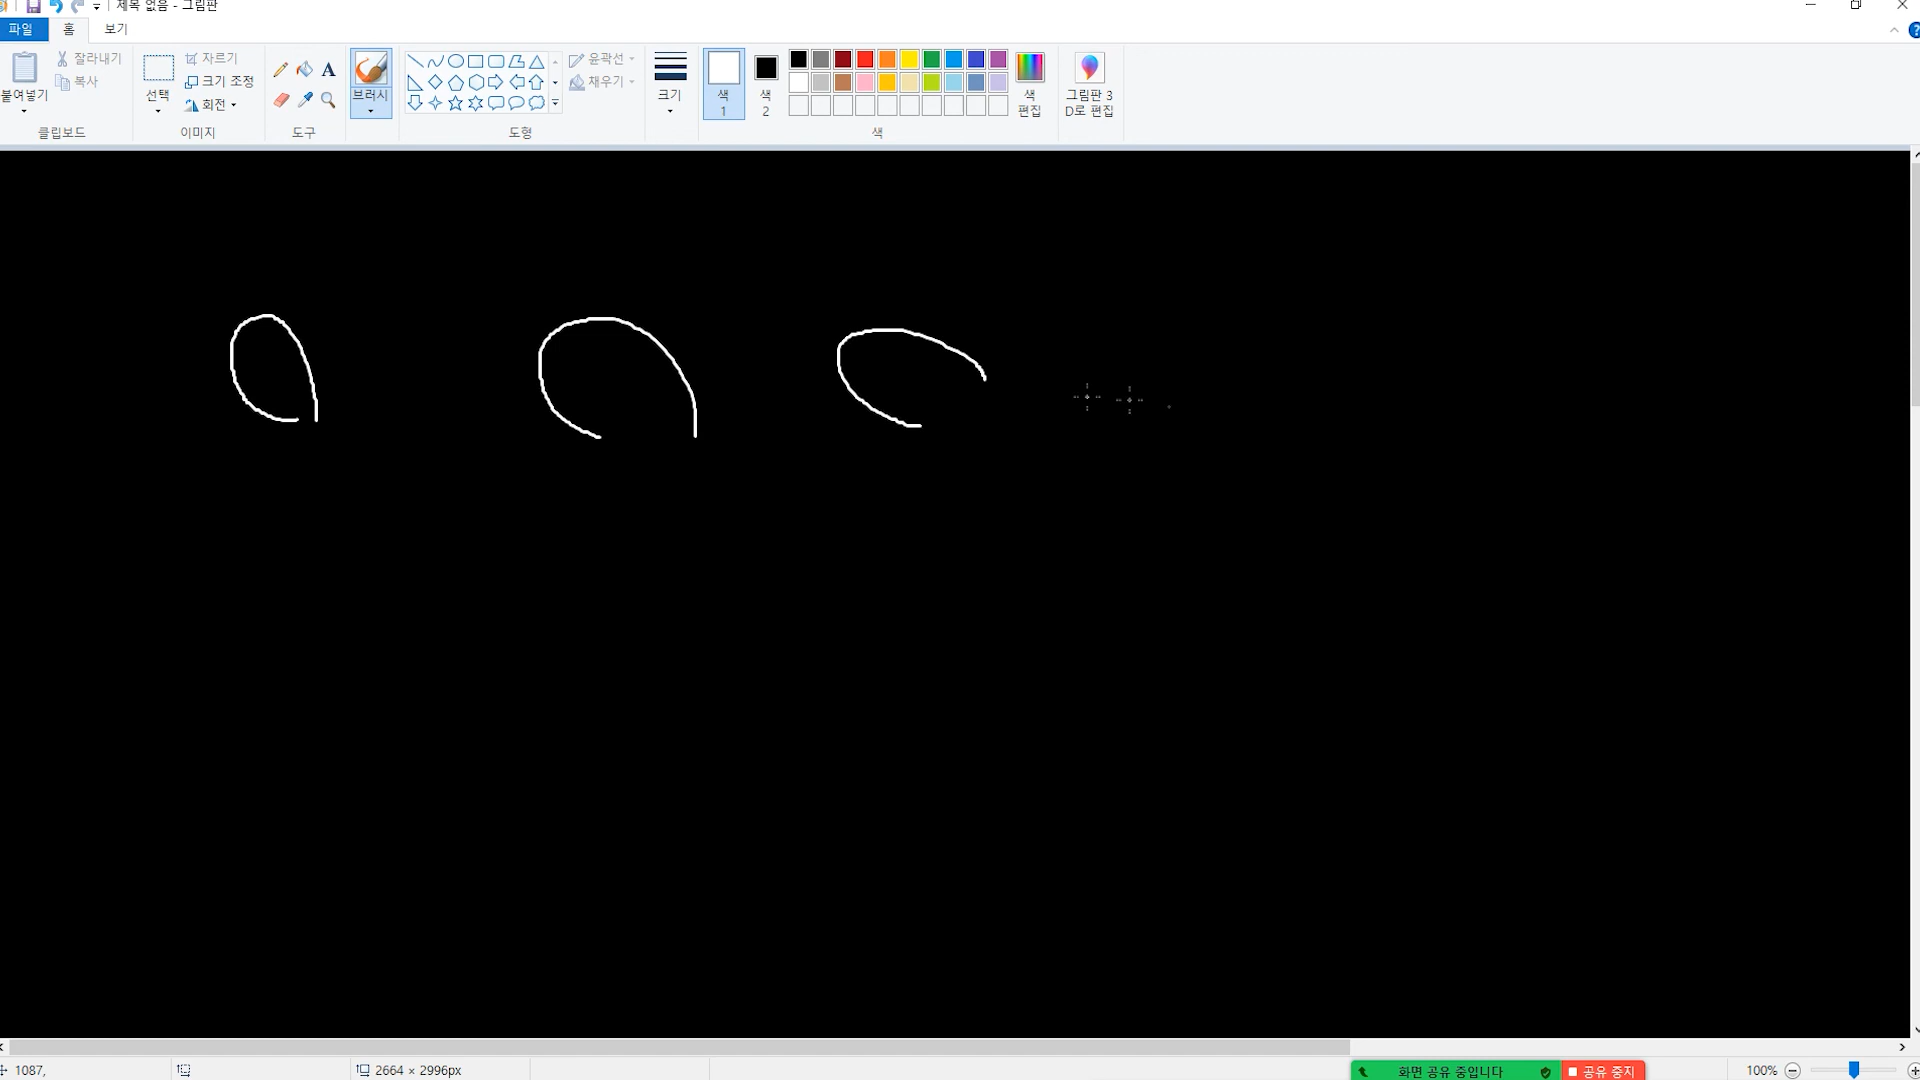 제목 없음 - 그림판
파일 홈 보기
붙여넣기
잘라내기
복사
클립보드
선택
자르기
크기 조정
회전
이미지
A
도구
브러시
도형
윤곽선
채우기
크기
색
1
색
2
색
편집
색
그림판 3
D로 편집
1087,
2664 × 2996px
화면 공유 중입니다
공유 중지
100%